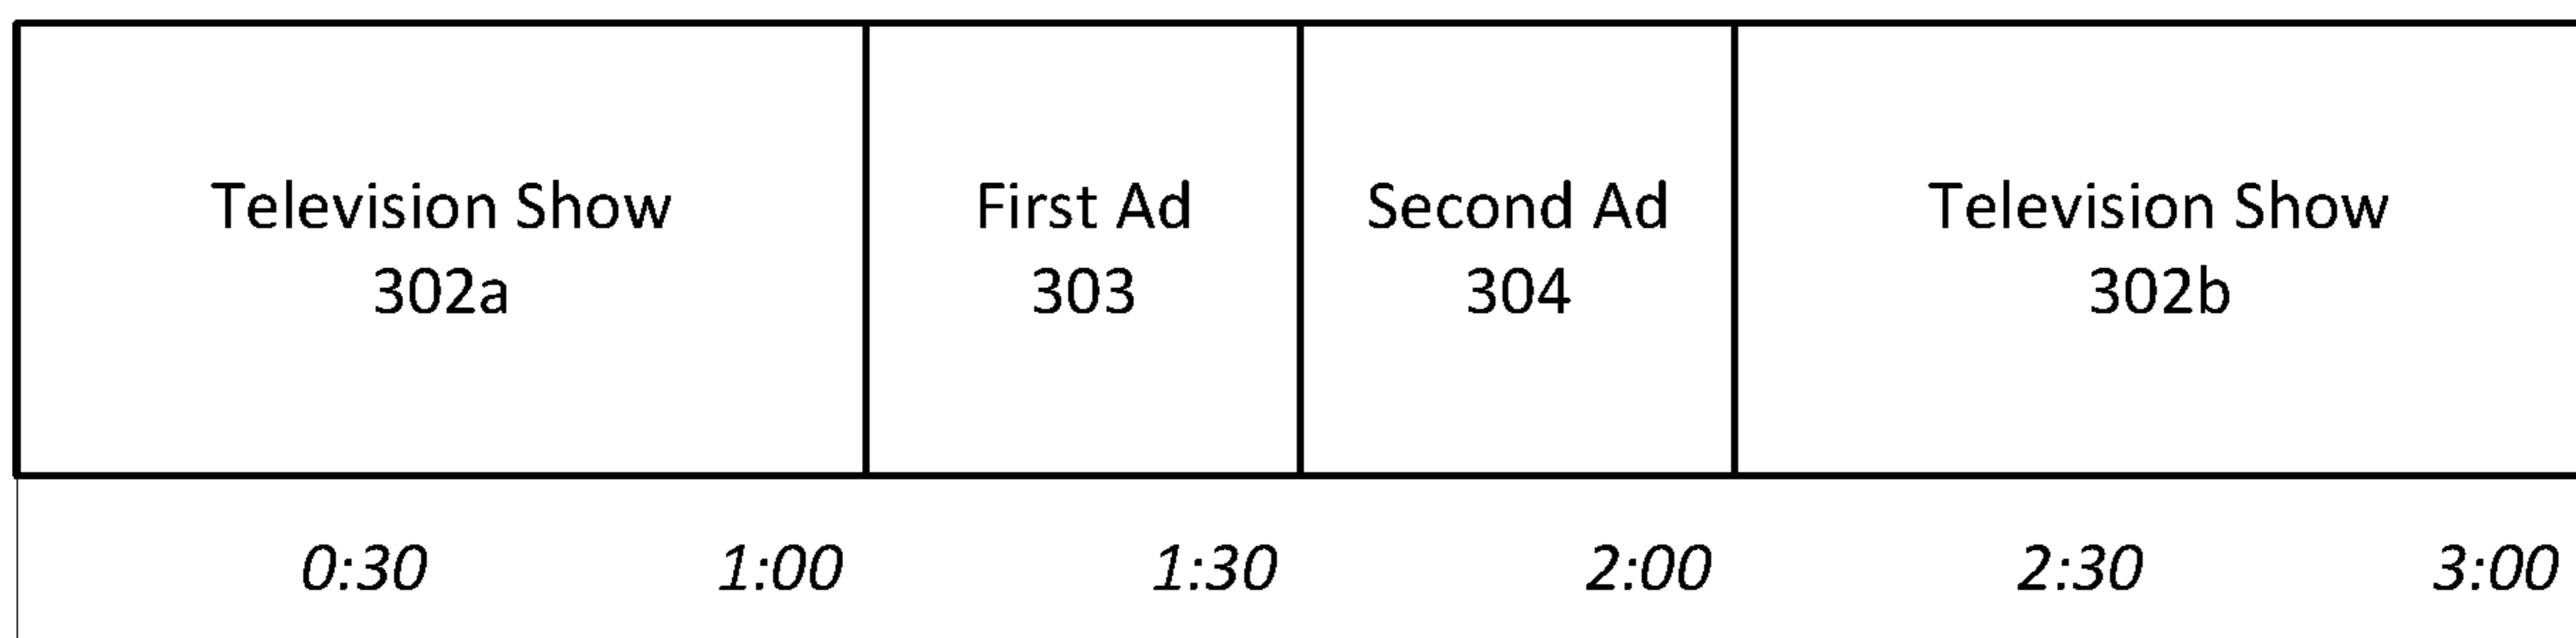 Television Show
302a
First Ad
303
Second Ad
304
Television Show
302b
0:30 1:00 1:30 2:00 2:30 3:00